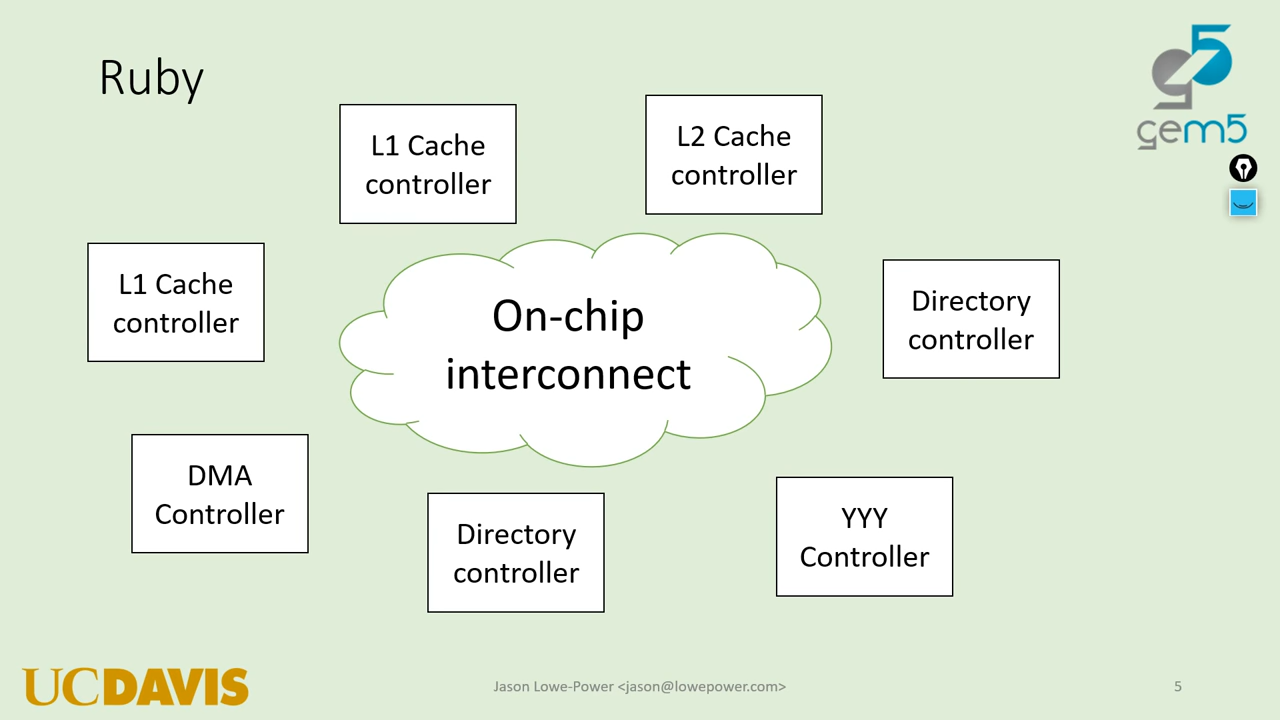 Ruby
gem5
L1 Cache
controller
L2 Cache
controller
L1 Cache
controller
On-chip
interconnect
Directory
controller
DMA
Controller
Directory
controller
YYY
Controller
UCDAVIS
Jason Lowe-Power <jason@lowepower.com>
5